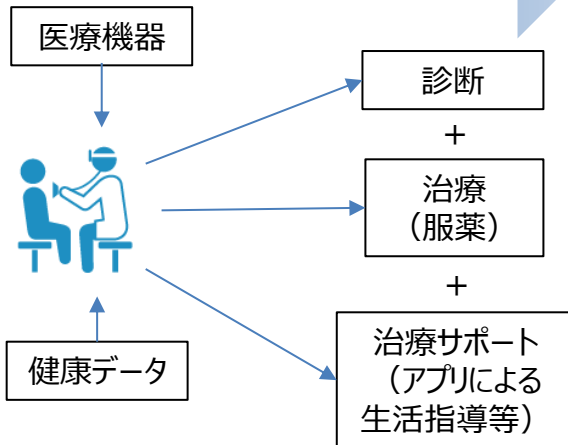 医療機器
診断
+
治療
（服薬）
+
治療サポート
（アプリによる
生活指導等）
健康データ